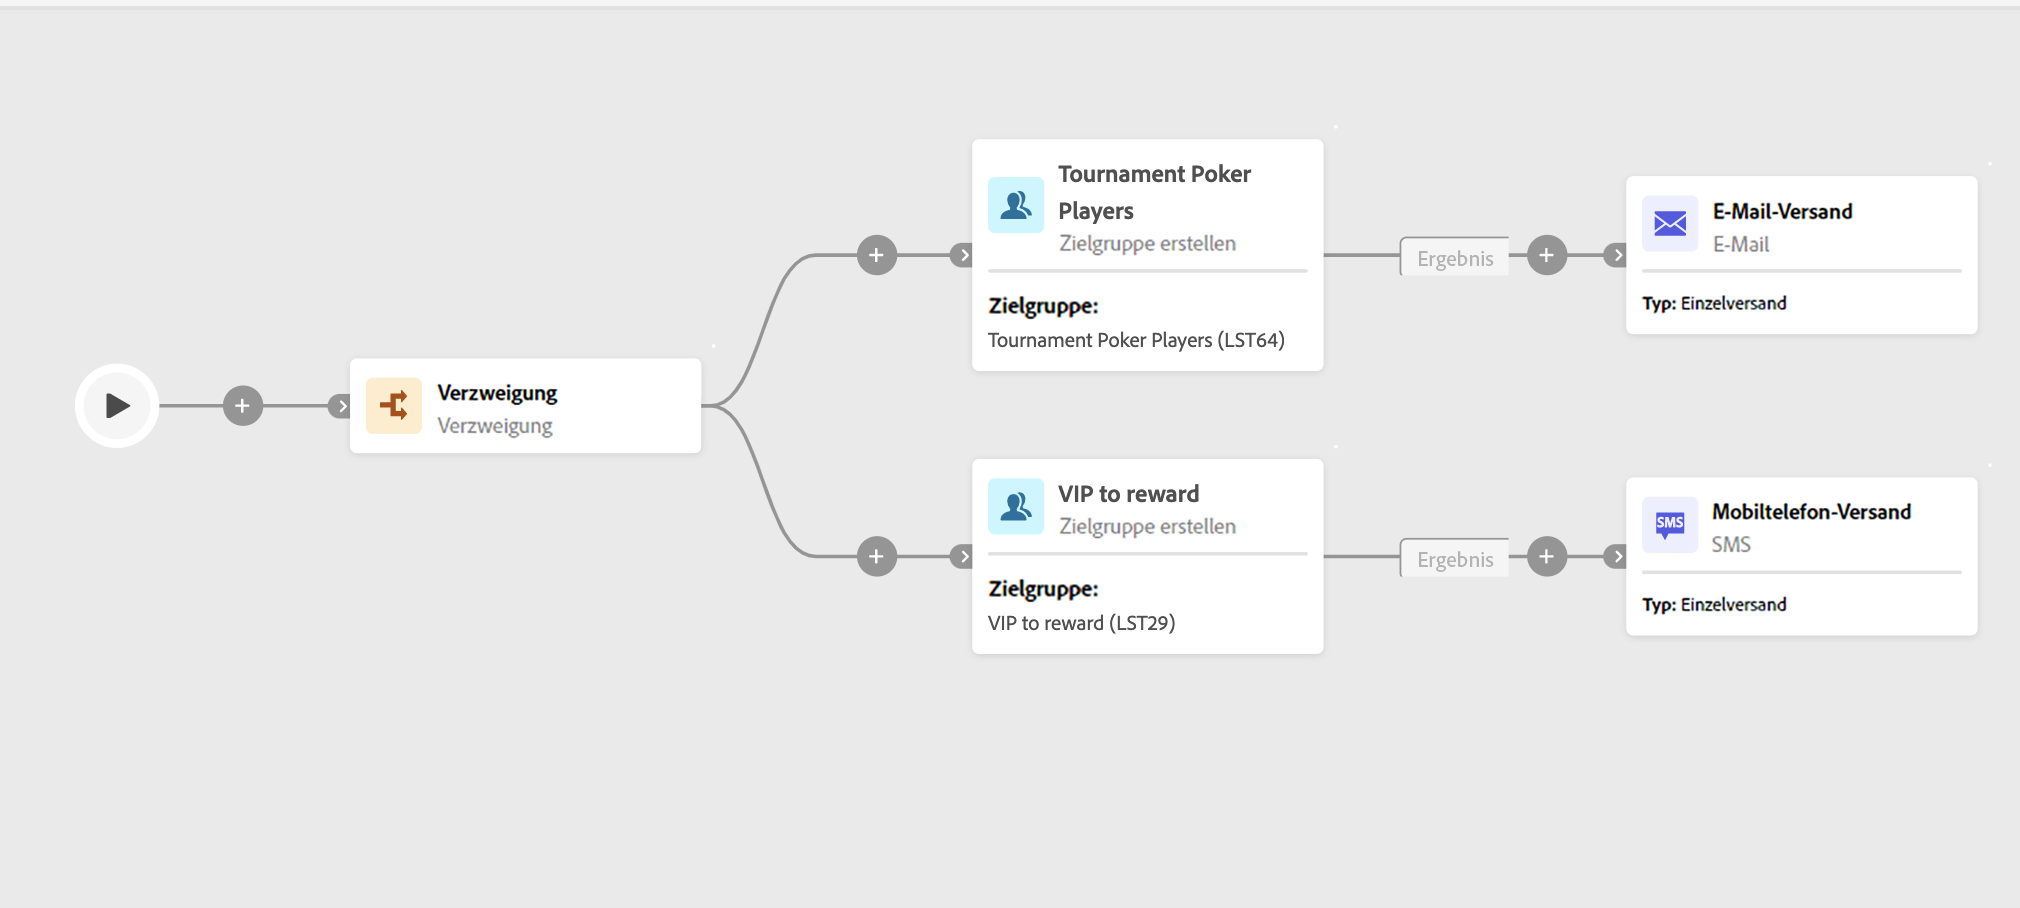 Verzweigung
Verzweigung
Tournament Poker
Players
Zielgruppe erstellen
Zielgruppe:
Tournament Poker Players (LST64)
Ergebnis
E-Mail-Versand
E-Mail
Typ: Einzelversand
VIP to reward
Zielgruppe erstellen
Zielgruppe:
VIP to reward (LST29)
Ergebnis
SMS
Mobiltelefon-Versand
SMS
Typ: Einzelversand